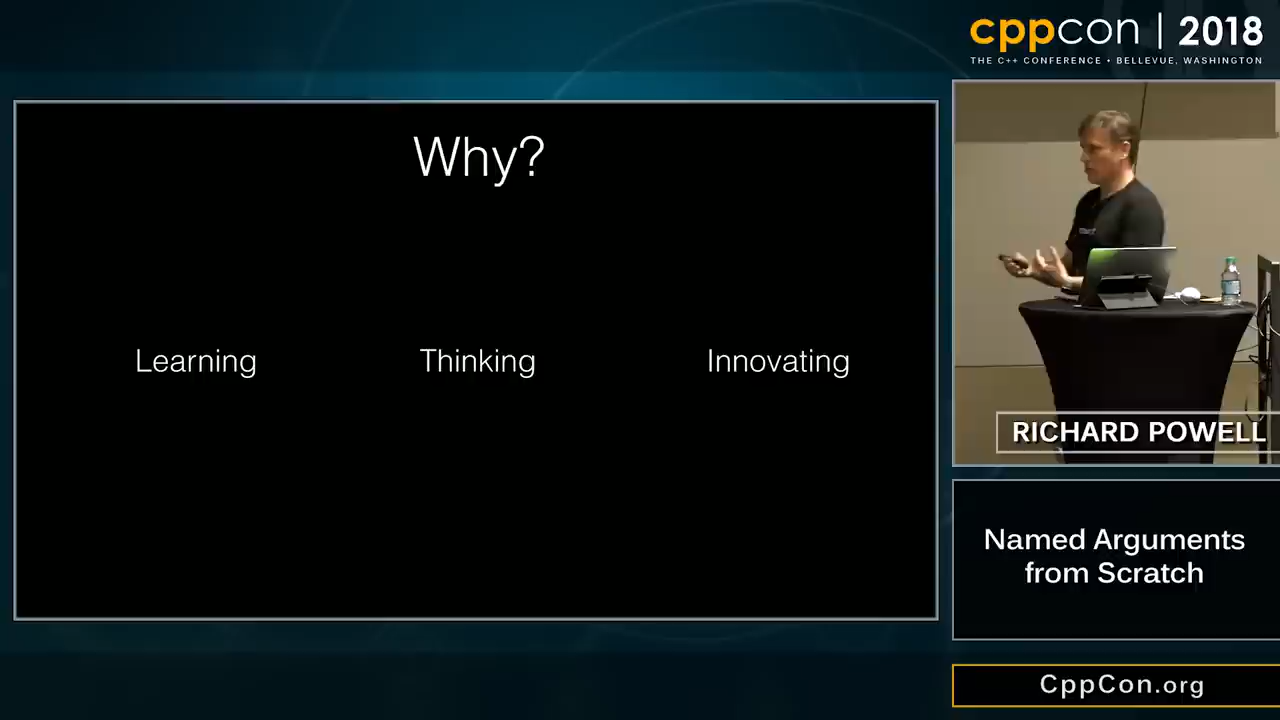 cppcon | 2018
THE C++ CONFERENCE • BELLEVUE, WASHINGTON
Why?
Learning Thinking Innovating
RICHARD POWELL
Named Arguments
from Scratch
CppCon.org